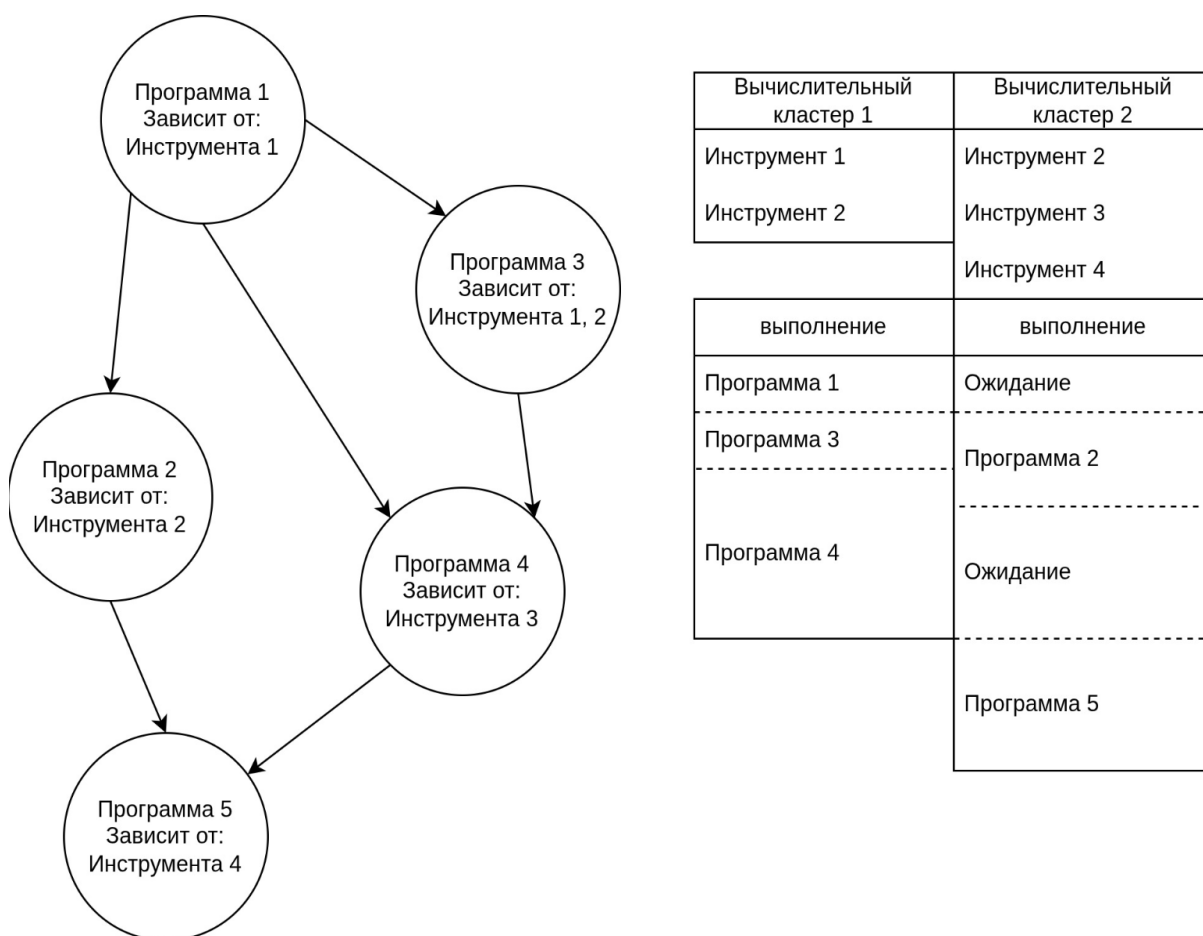 Программа 1
Зависит от:
Инструмента 1
Программа 3
Зависит от:
Инструмента 1, 2
Программа 2
Зависит от:
Инструмента 2
Программа 4
Зависит от:
Инструмента 3
Программа 5
Зависит от:
Инструмента 4
Вычислительный
кластер 1
Вычислительный
кластер 2
Инструмент 1
Инструмент 2
Инструмент 2
Инструмент 3
Инструмент 4
выполнение
выполнение
Программа 1
Ожидание
Программа 3
Программа 2
Программа 4
Ожидание
Программа 5